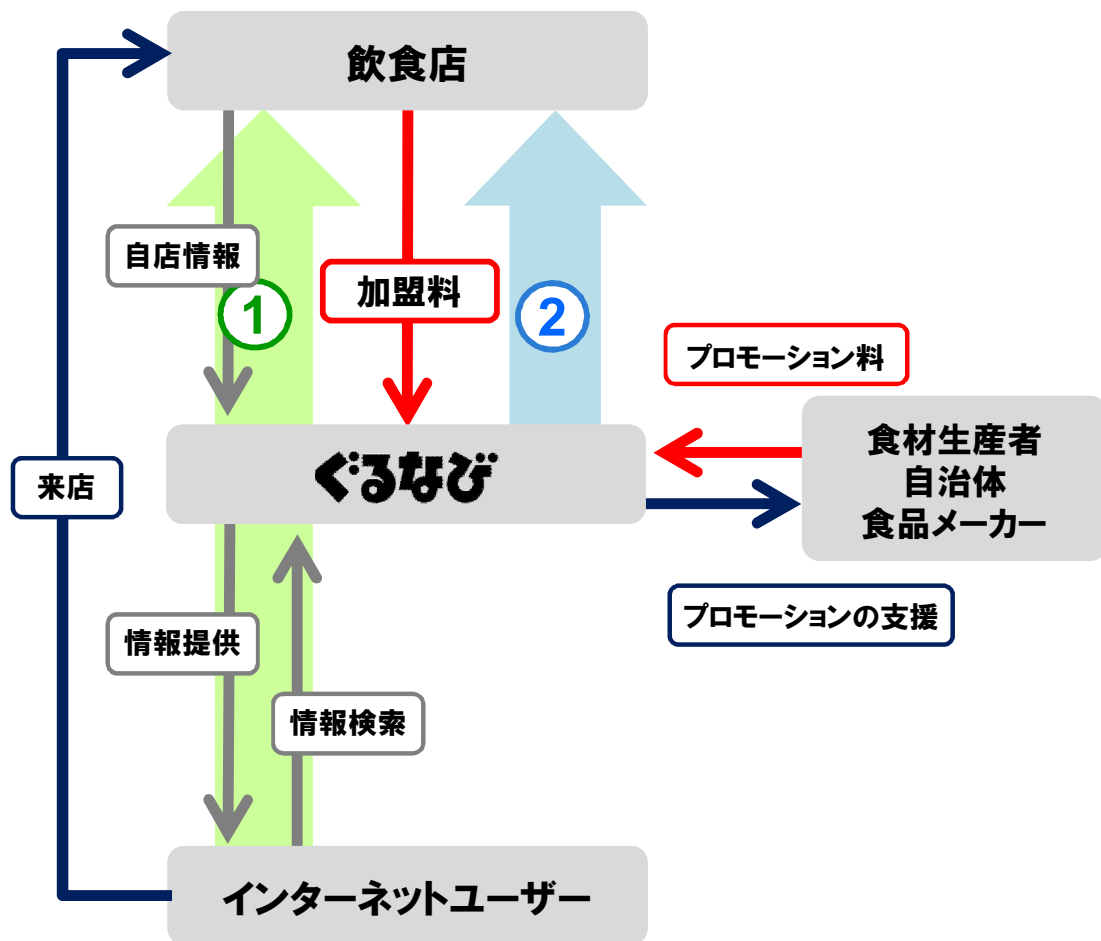 飲食店
自店情報
加盟料
1
2
プロモーション料
来店
ぐるなび
食材生産者
自治体
食品メーカー
情報提供
プロモーションの支援
情報検索
インターネットユーザー